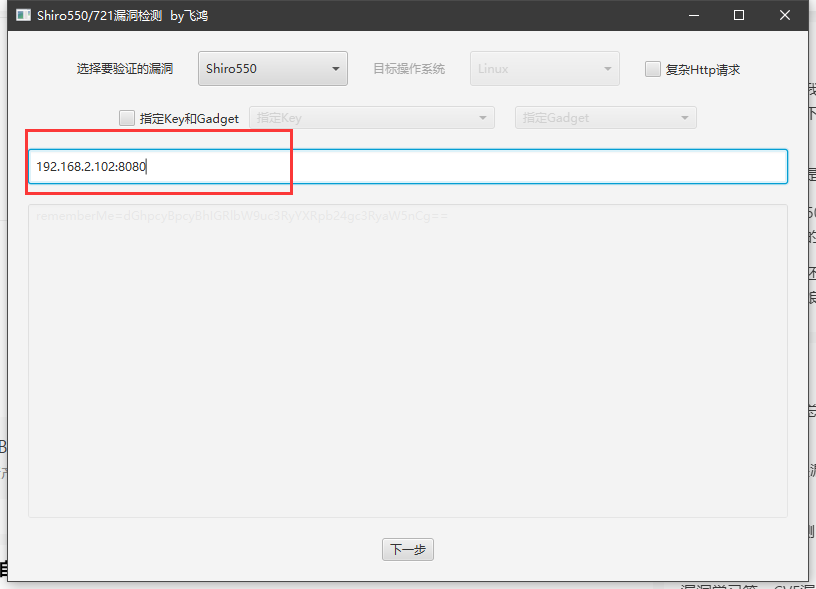 Shiro550/721漏洞检测 by飞鸿
选择要验证的漏洞 Shiro550 目标操作系统 Linux 复杂Http请求
指定Key和Gadget 指定Key 指定Gadget
192.168.2.102:8080
下一步